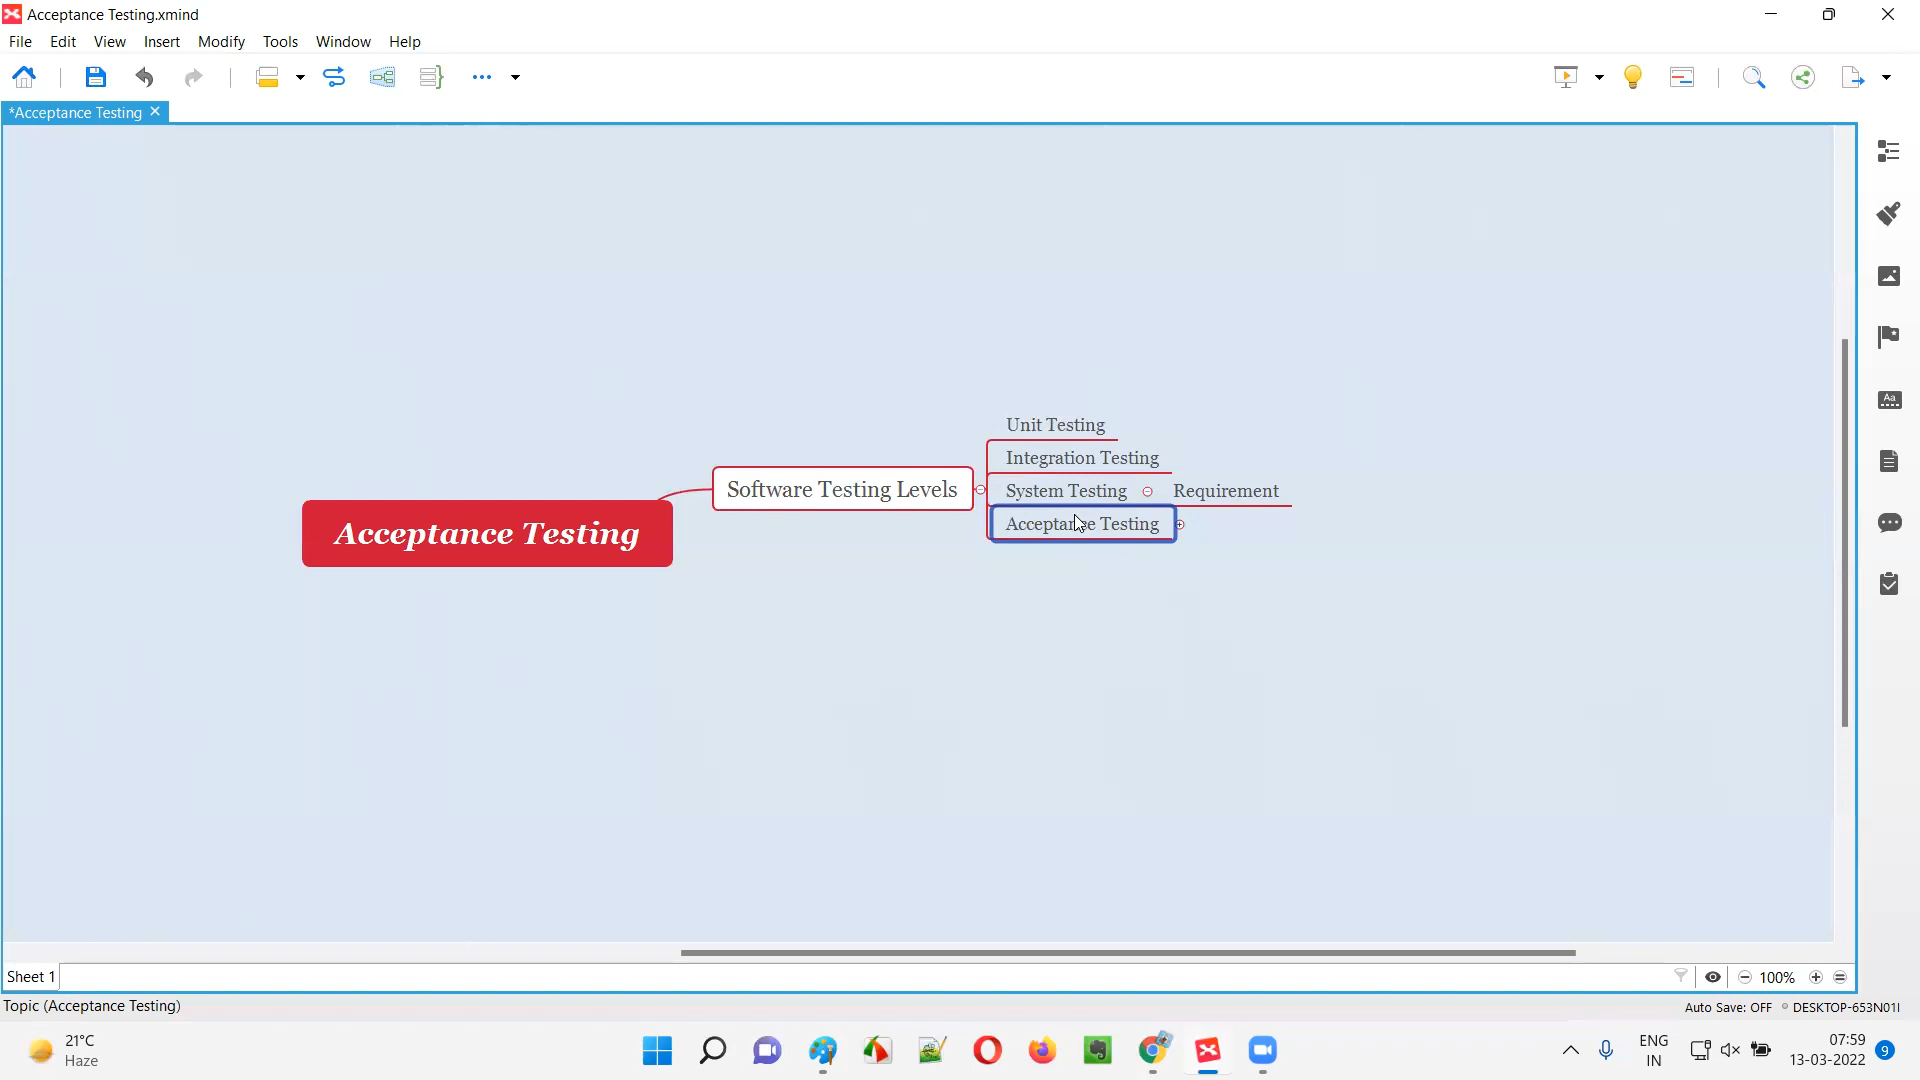 Acceptance Testing.xmind
File Edit View Insert Modify Tools Window Help
*Acceptance Testing
Unit Testing
Integration Testing
Software Testing Levels
System Testing
Requirement
Acceptance Testing
Acceptance Testing
Aa
Sheet 1
100%
Topic (Acceptance Testing)
Auto Save: OFF
DESKTOP-653N01I
21°C
Haze
ENG
IN
07:59
13-03-2022
9